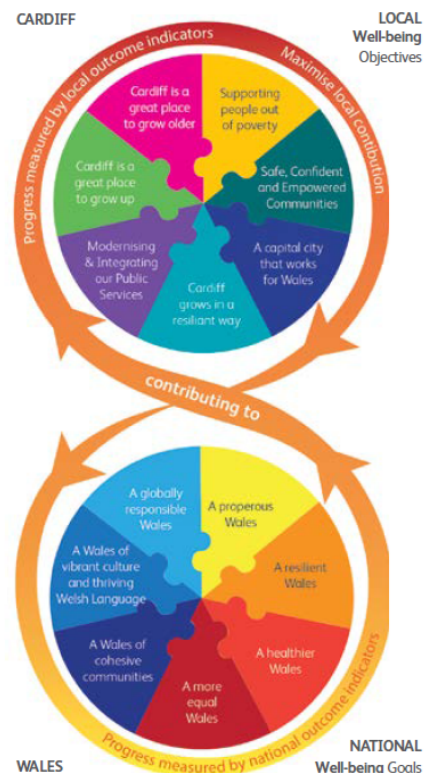 CARDIFF
LOCAL
Well-being
Objectives
Progress measured by local outcome indicators
Maximise local contibution
Cardiff is a
great place
to grow older
Supporting
people out
of poverty
Cardiff is a
great place
to grow up
Safe, Confident
and Empowered
Communities
Modernising
& Integrating
our Public
Services
Cardiff
grows in a
resiliant way
A capital city
that works
for Wales
contributing to
A globally
responsible
Wales
A properous
Wales
A Wales of
vibrant culture
and thriving
Welsh Language
A resilient
Wales
A Wales of
cohesive
communities
A more
equal
Wales
A healthier
Wales
Progress measured by national outcome indicators
WALES
NATIONAL
Well-being Goals